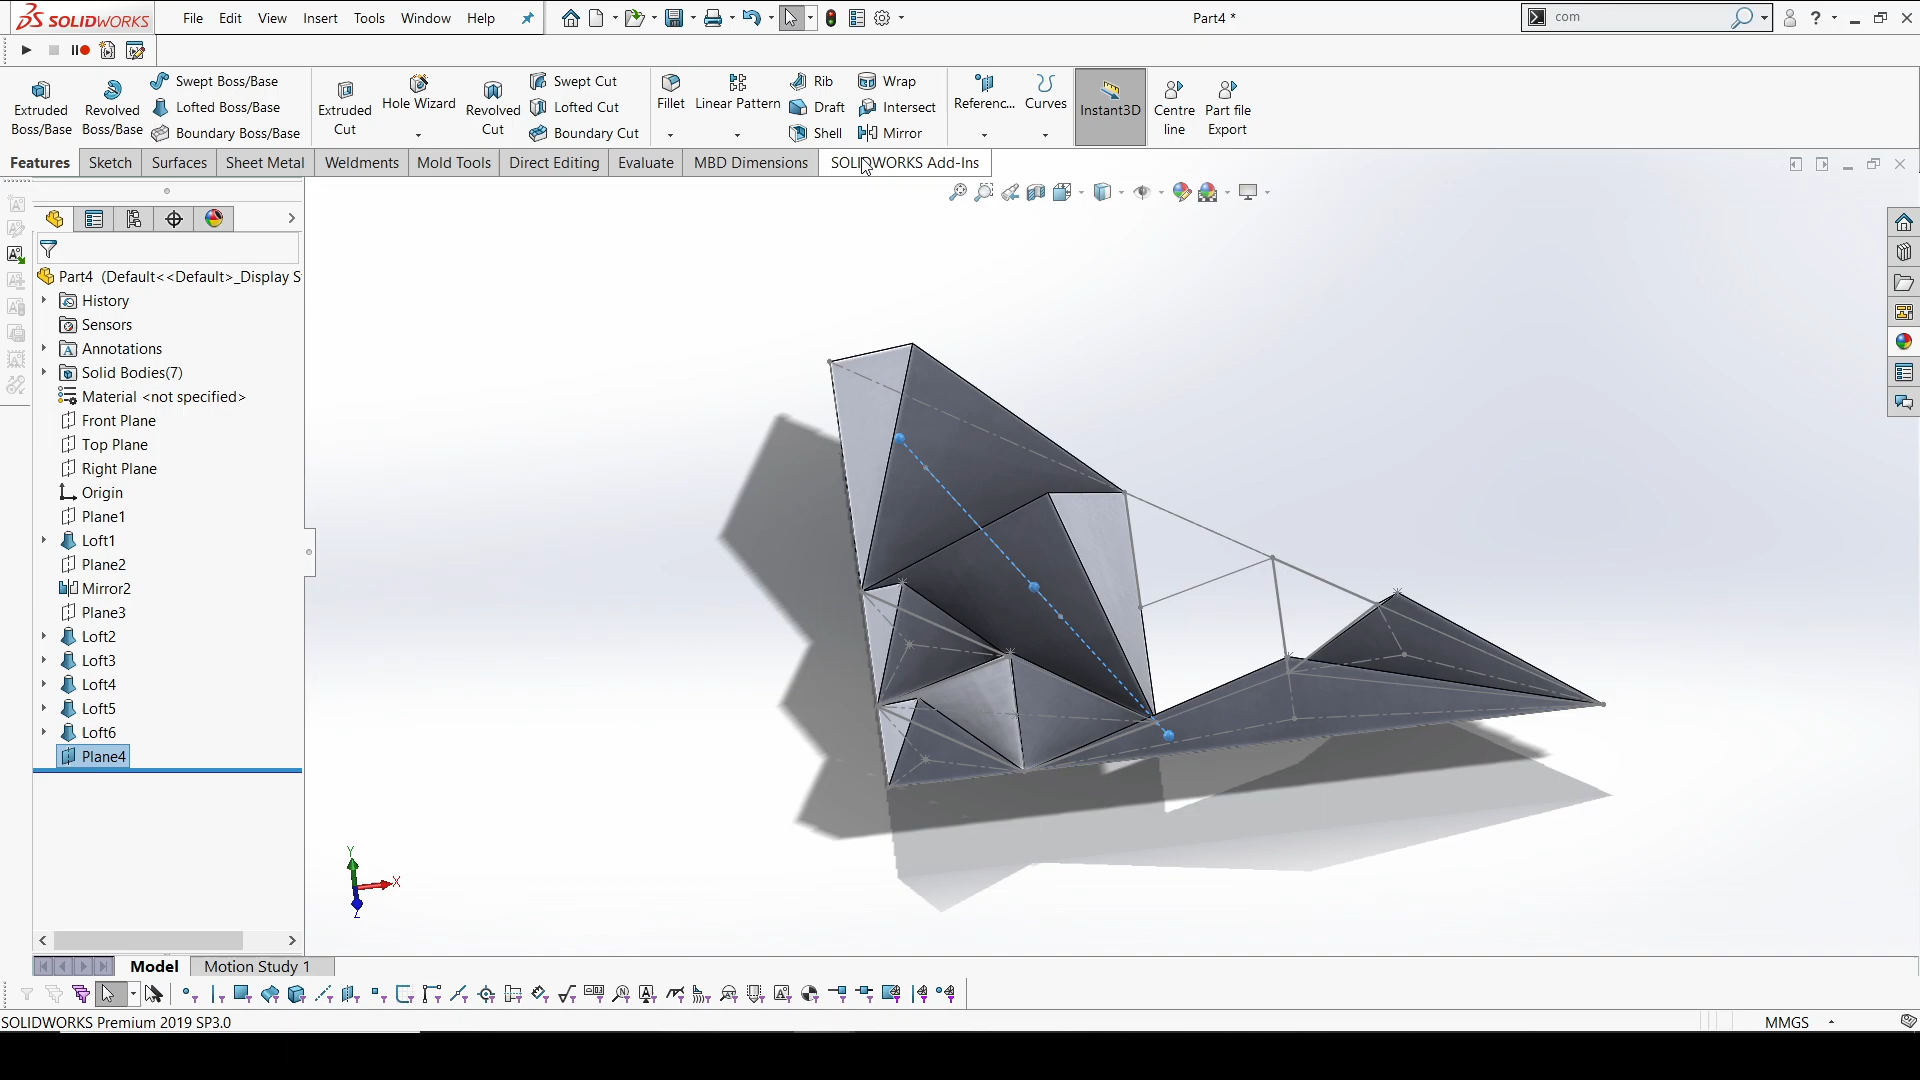 SOLIDWORKS File Edit View Insert Tools Window Help Part4 * com ?
Extruded Boss/Base
Revolved Boss/Base
Swept Boss/Base
Lofted Boss/Base
Boundary Boss/Base
Extruded Cut
Hole Wizard
Revolved Cut
Swept Cut
Lofted Cut
Boundary Cut
Fillet
Linear Pattern
Rib
Draft
Shell
Wrap
Intersect
Mirror
Referenc...
Curves
Instant3D
Centre line
Part file Export
Features Sketch Surfaces Sheet Metal Weldments Mold Tools Direct Editing Evaluate MBD Dimensions SOLIDWORKS Add-Ins
Part4 (Default<<Default>_Display S
History
Sensors
Annotations
Solid Bodies(7)
Material <not specified>
Front Plane
Top Plane
Right Plane
Origin
Plane1
Loft1
Plane2
Mirror2
Plane3
Loft2
Loft3
Loft4
Loft5
Loft6
Plane4
Y
X
Z
Model Motion Study 1
SOLIDWORKS Premium 2019 SP3.0 MMGS